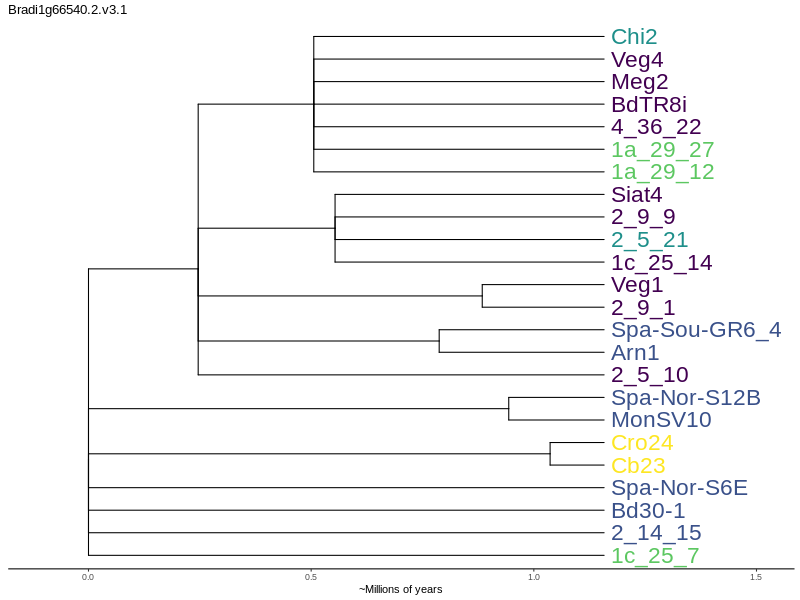 Bradi1g66540.2.v3.1
Chi2
Veg4
Meg2
BdTR8i
4_36_22
1a_29_27
1a_29_12
Siat4
2_9_9
2_5_21
1c_25_14
Veg1
2_9_1
Spa-Sou-GR6_4
Arn1
2_5_10
Spa-Nor-S12B
MonSV10
Cro24
Cb23
Spa-Nor-S6E
Bd30-1
2_14_15
1c_25_7
0.0 0.5 1.0 1.5
~Millions of years